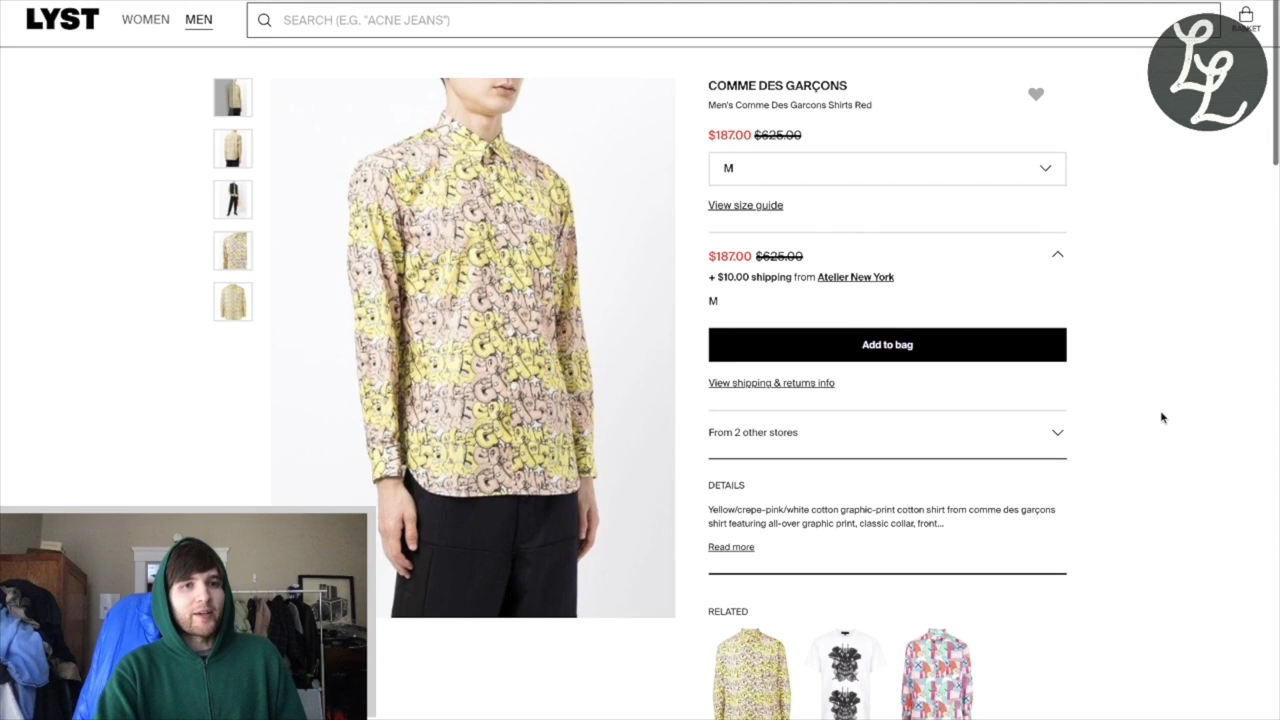 LYST
WOMEN MEN
SEARCH (E.G. "ACNE JEANS")
BASKET
LL
COMME DES GARÇONS
Men's Comme Des Garcons Shirts Red
$187.00 $625.00
M
View size guide
$187.00 $625.00
+ $10.00 shipping from Atelier New York
M
Add to bag
View shipping & returns info
From 2 other stores
DETAILS
Yellow/crepe-pink/white cotton graphic-print cotton shirt from comme des garçons
shirt featuring all-over graphic print, classic collar, front...
Read more
RELATED